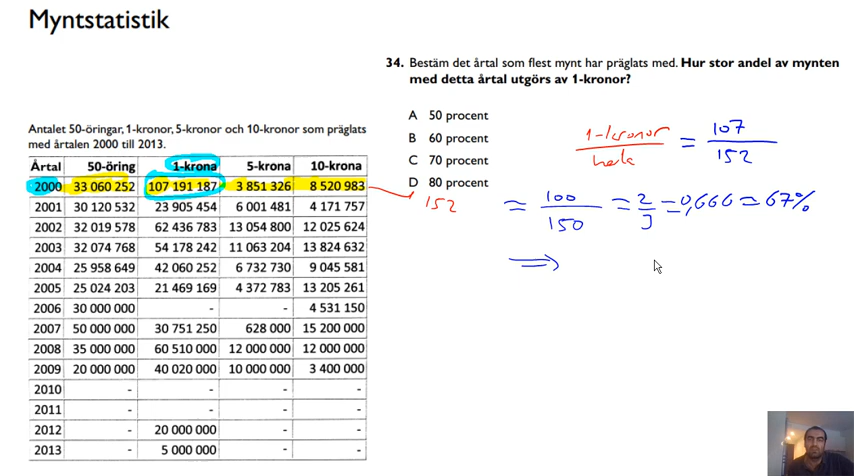 Myntstatistik
34. Bestäm det årtal som flest mynt har präglats med. Hur stor andel av mynten
med detta årtal utgörs av 1-kronor?
A 50 procent
B 60 procent
C 70 procent
D 80 procent
1-kronor / hela = 107 / 152
152
≈ 100 / 150 = 2 / 3 = 0,666 = 67%
⇒
Antalet 50-öringar, 1-kronor, 5-kronor och 10-kronor som präglats
med årtalen 2000 till 2013.
Årtal 50-öring 1-krona 5-krona 10-krona
2000 33 060 252 107 191 187 3 851 326 8 520 983
2001 30 120 532 23 905 454 6 001 481 4 171 757
2002 32 019 578 62 436 783 13 054 800 12 025 624
2003 32 074 768 54 178 242 11 063 204 13 824 632
2004 25 958 649 42 060 252 6 732 730 9 045 581
2005 25 024 203 21 469 169 4 372 783 13 205 261
2006 30 000 000 - - 4 531 150
2007 50 000 000 30 751 250 628 000 15 200 000
2008 35 000 000 60 510 000 12 000 000 12 000 000
2009 20 000 000 40 020 000 10 000 000 3 400 000
2010 - - - -
2011 - - - -
2012 - 20 000 000 - -
2013 - 5 000 000 - -